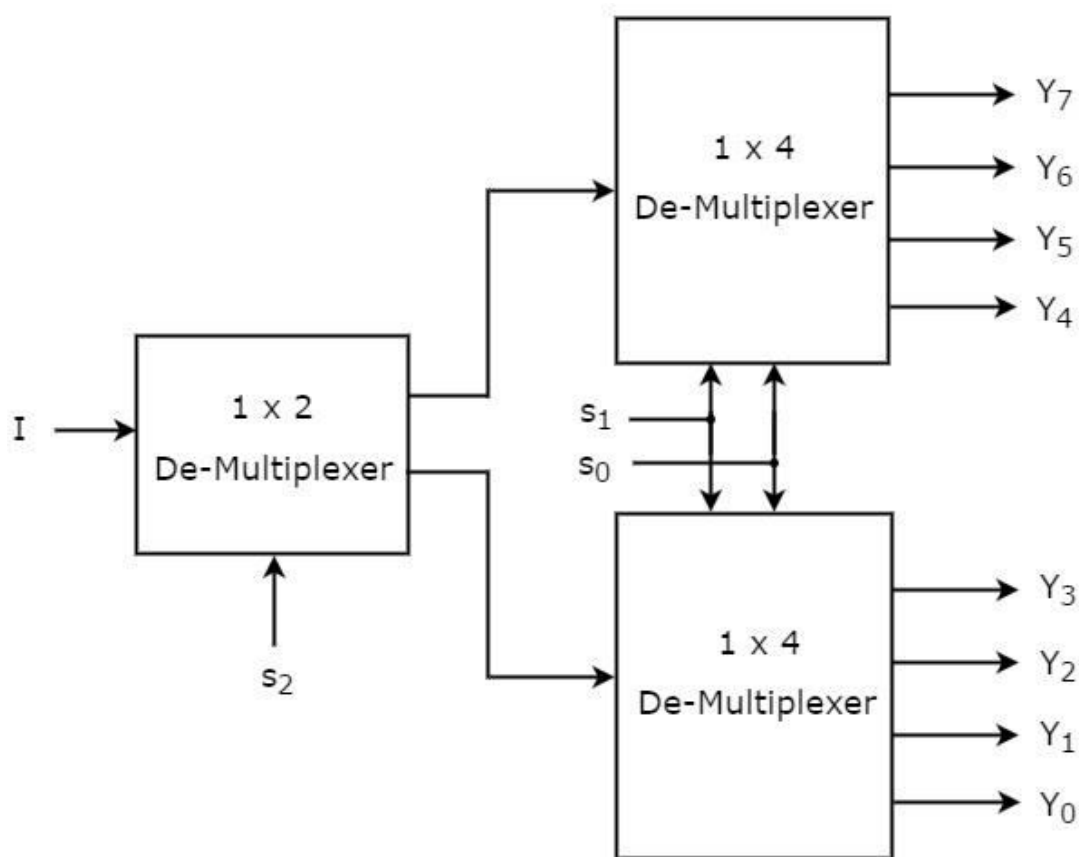 1 x 4
De-Multiplexer
Y7
Y6
Y5
Y4
1 x 2
De-Multiplexer
I
s2
s1
s0
1 x 4
De-Multiplexer
Y3
Y2
Y1
Y0